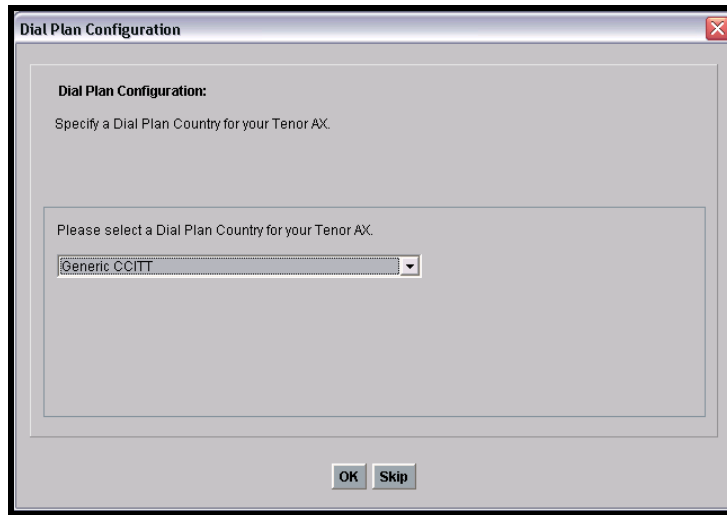 Dial Plan Configuration
Dial Plan Configuration:
Specify a Dial Plan Country for your Tenor AX.
Please select a Dial Plan Country for your Tenor AX.
Generic CCITT
OK Skip